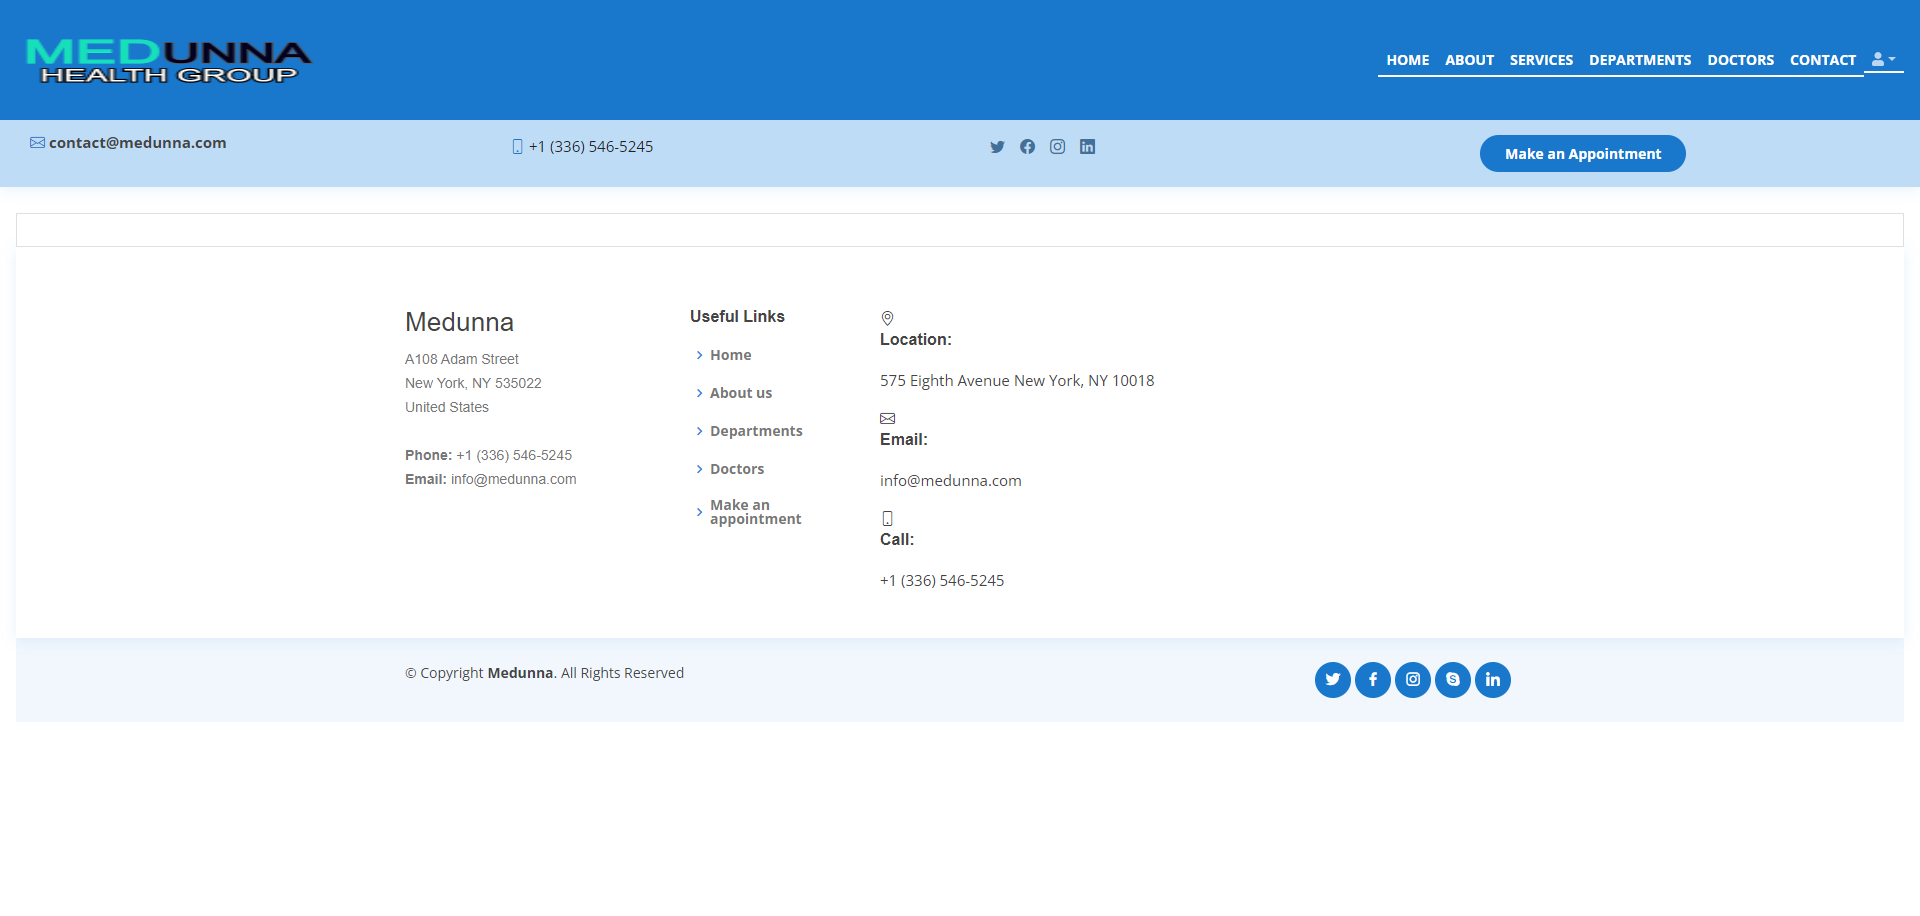 MEDUNNA
HEALTH GROUP
HOME ABOUT SERVICES DEPARTMENTS DOCTORS CONTACT
contact@medunna.com
+1 (336) 546-5245
Make an Appointment
Medunna
A108 Adam Street
New York, NY 535022
United States
Phone: +1 (336) 546-5245
Email: info@medunna.com
Useful Links
Home
About us
Departments
Doctors
Make an
appointment
Location:
575 Eighth Avenue New York, NY 10018
Email:
info@medunna.com
Call:
+1 (336) 546-5245
© Copyright Medunna. All Rights Reserved